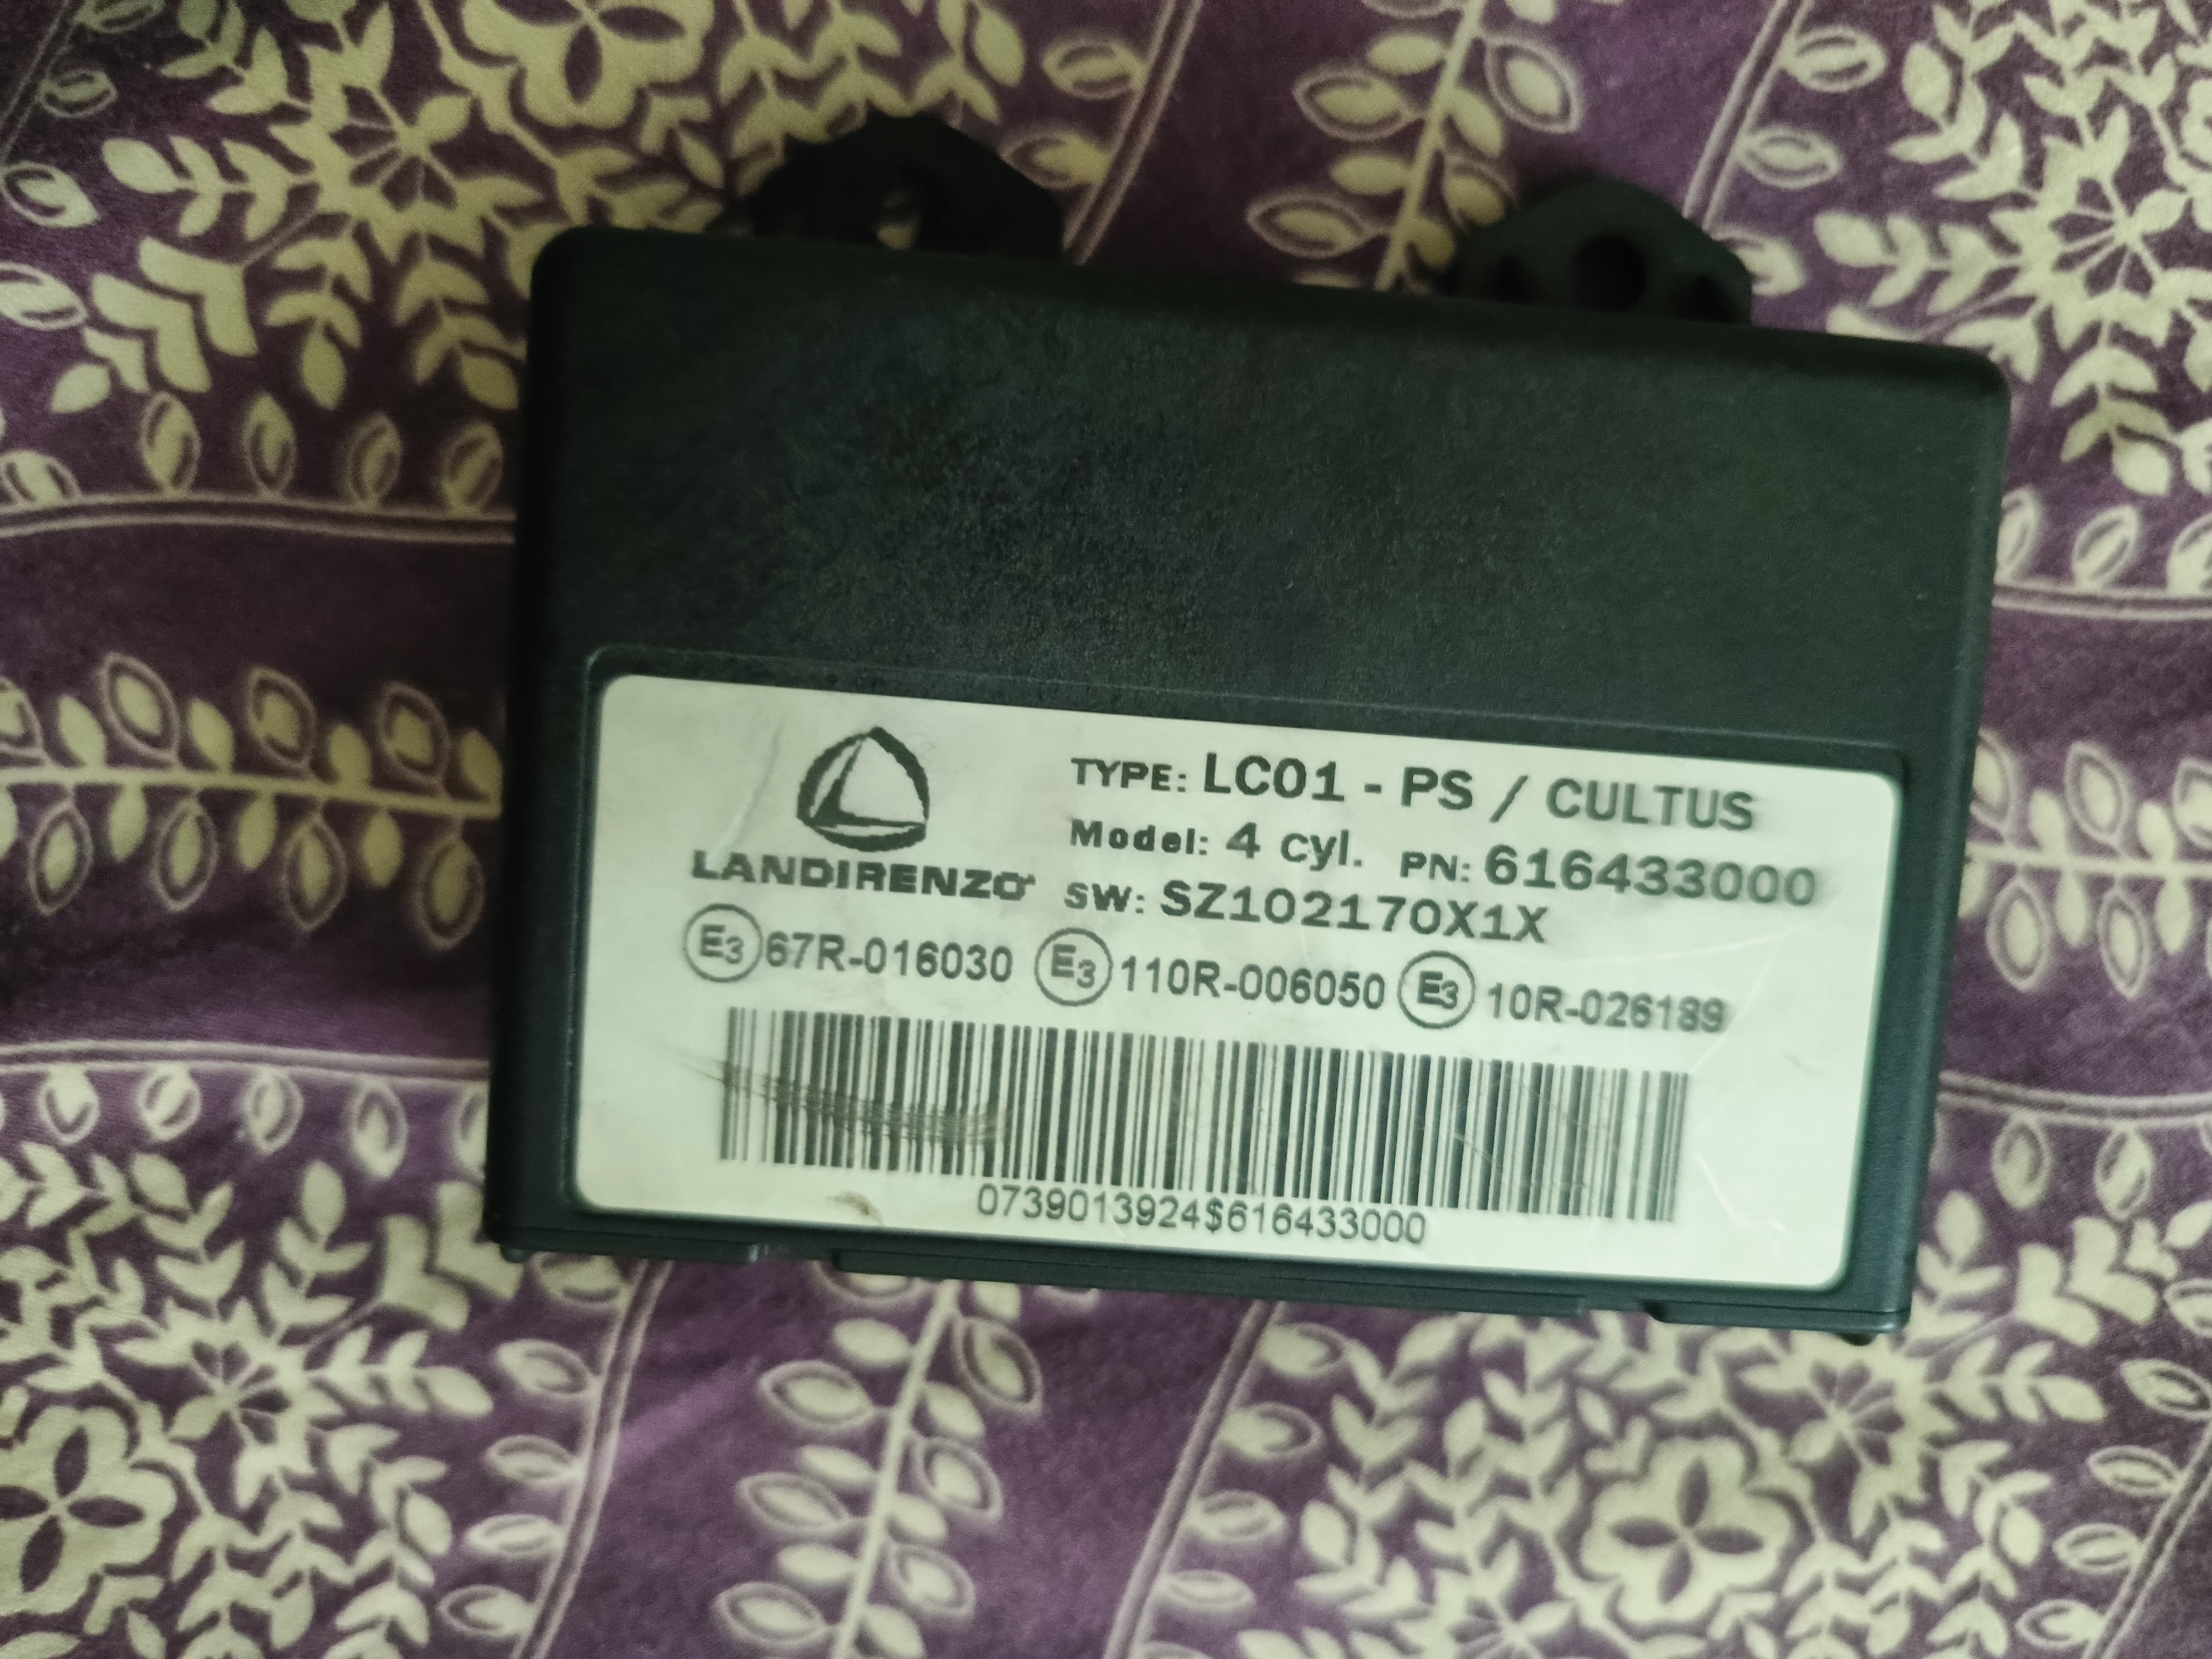 LANDIRENZO
TYPE: LC01 - PS / CULTUS
Model: 4 cyl. PN: 616433000
SW: SZ102170X1X
E3 67R-016030 E3 110R-006050 E3 10R-026189
0739013924$616433000